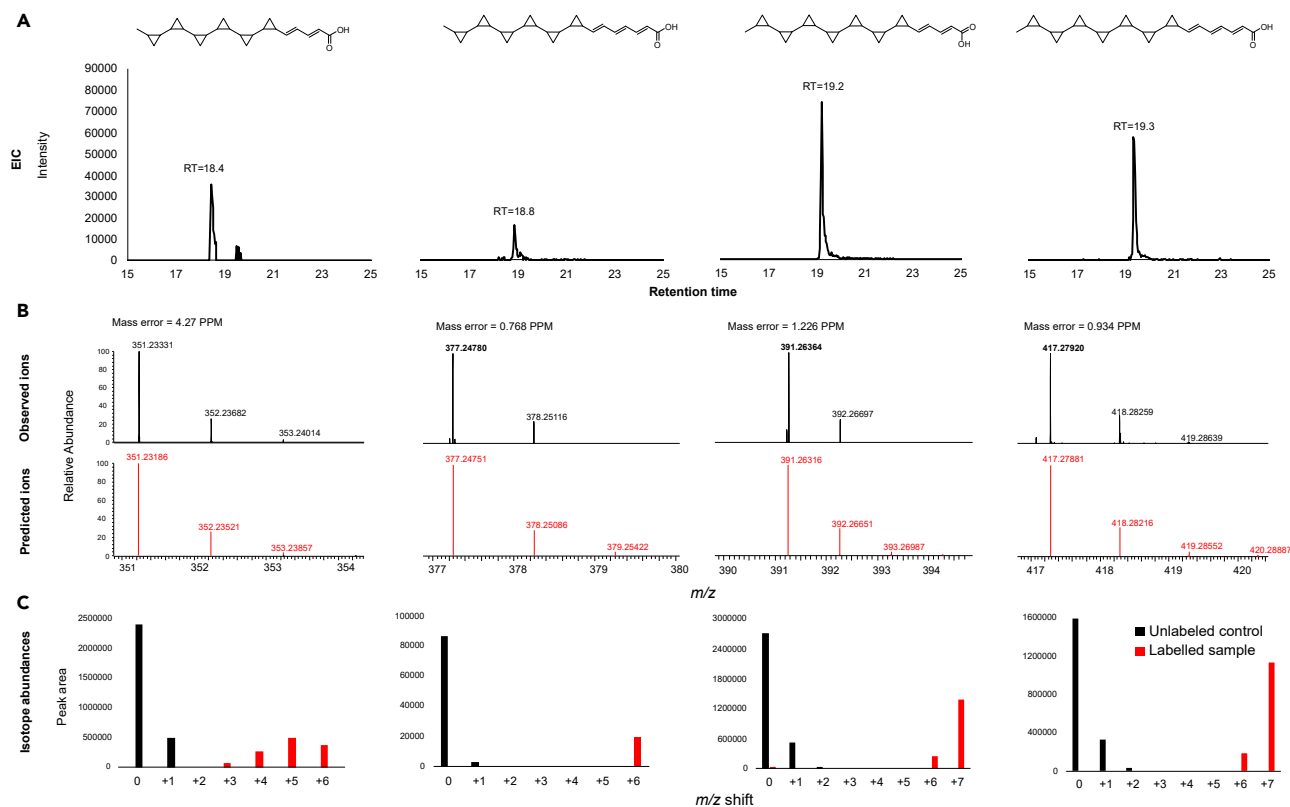 A
OH
O
OH
O
O
OH
OH
O
EIC
Intensity
90000
80000
70000
60000
50000
40000
30000
20000
10000
0
RT=18.4
RT=18.8
RT=19.2
RT=19.3
15 17 19 21 23 25
15 17 19 21 23 25
15 17 19 21 23 25
15 17 19 21 23 25
Retention time
B
Mass error = 4.27 PPM
Mass error = 0.768 PPM
Mass error = 1.226 PPM
Mass error = 0.934 PPM
Observed ions
Predicted ions
Relative Abundance
100
80
60
40
20
0
351.23331
352.23682
353.24014
377.24780
378.25116
391.26364
392.26697
417.27920
418.28259
419.28639
100
80
60
40
20
0
351.23186
352.23521
353.23857
377.24751
378.25086
379.25422
391.26316
392.26651
393.26987
417.27881
418.28216
419.28552
420.28887
351 352 353 354
377 378 379 380
390 391 392 393 394
417 418 419 420
m/z
C
Isotope abundances
Peak area
2500000
2000000
1500000
1000000
500000
0
0 +1 +2 +3 +4 +5 +6
100000
80000
60000
40000
20000
0
0 +1 +2 +3 +4 +5 +6
3000000
2400000
1800000
1200000
600000
0
0 +1 +2 +3 +4 +5 +6 +7
1600000
1200000
800000
400000
0
Unlabeled control
Labelled sample
0 +1 +2 +3 +4 +5 +6 +7
m/z shift